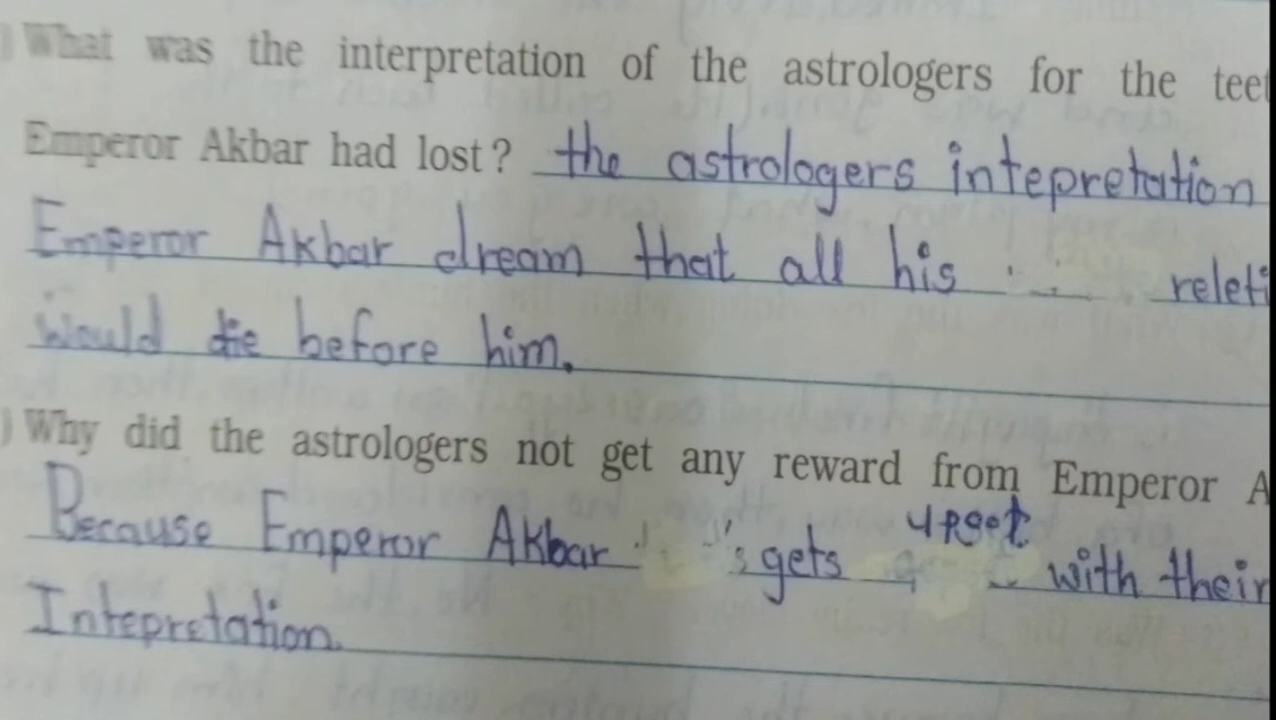 What was the interpretation of the astrologers for the teet
Emperor Akbar had lost? the astrologers intepretation
Emperor Akbar dream that all his releti
would die before him.
) Why did the astrologers not get any reward from Emperor A
Because Emperor Akbar gets upset with their
Intepretation.